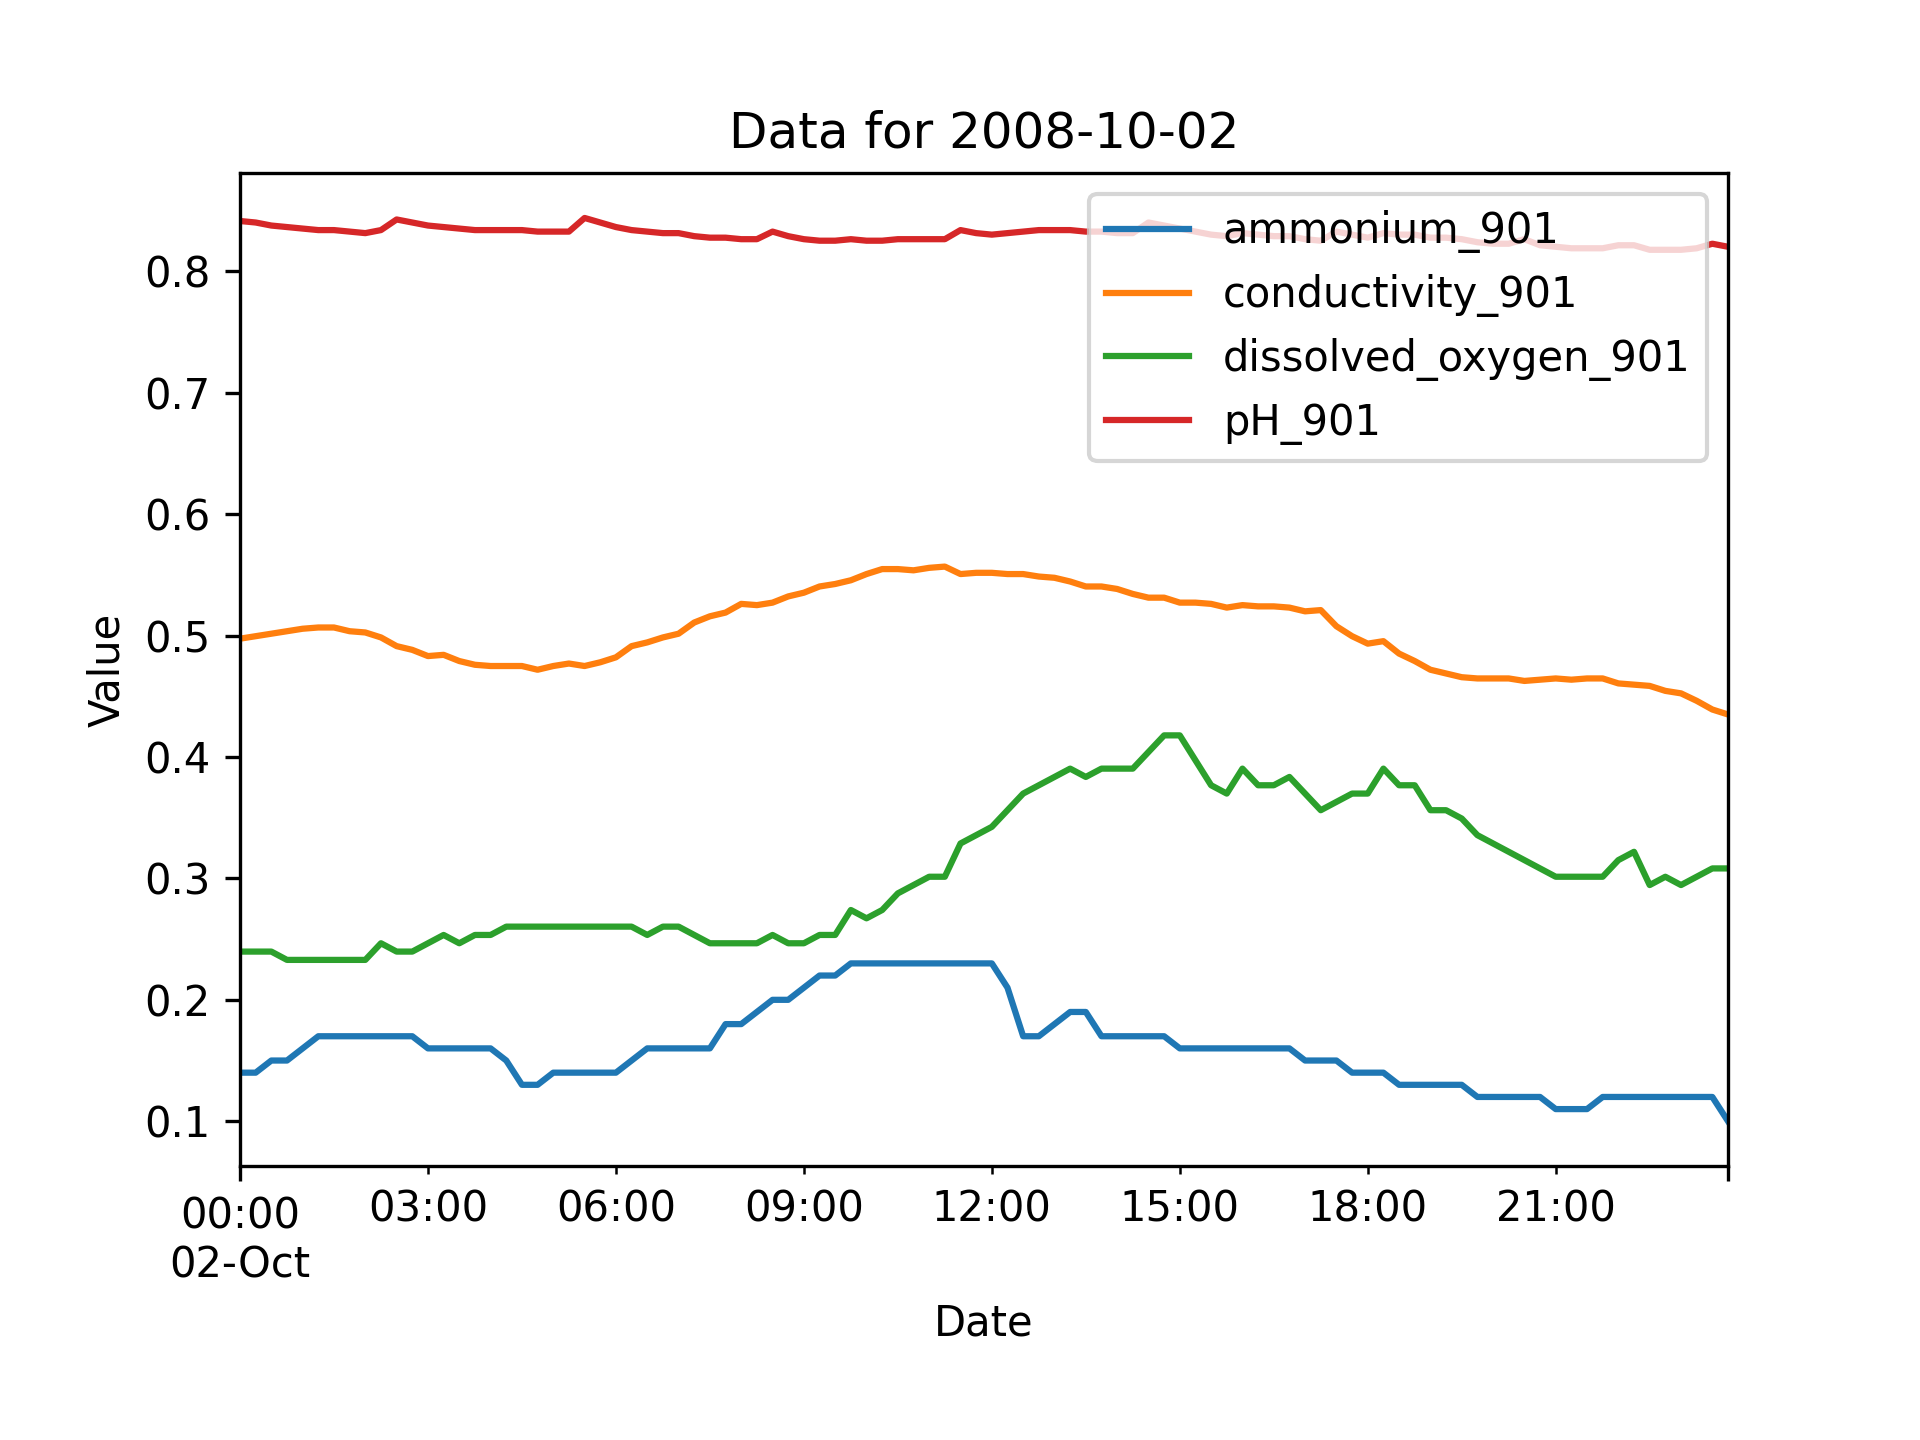 Data for 2008-10-02
ammonium_901
conductivity_901
dissolved_oxygen_901
pH_901
Value
0.8
0.7
0.6
0.5
0.4
0.3
0.2
0.1
00:00 03:00 06:00 09:00 12:00 15:00 18:00 21:00
02-Oct
Date